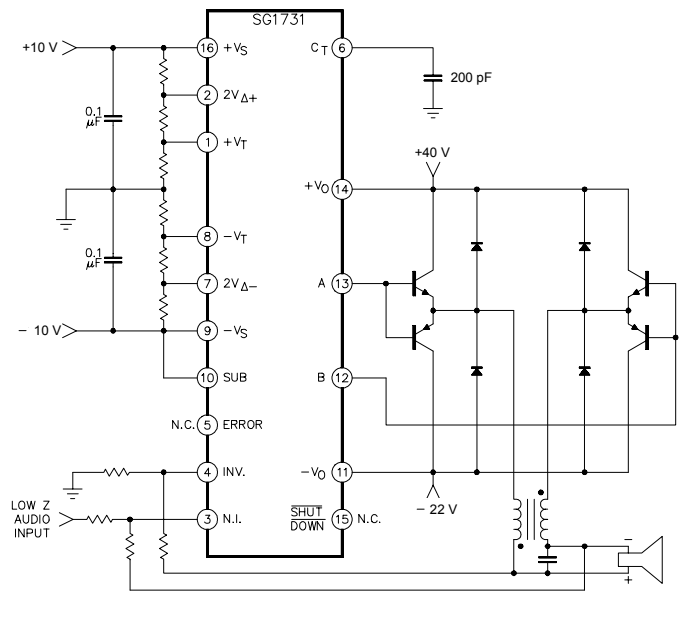 SG1731
+10 V
16 +VS
CT 6
200 pF
2 2VΔ+
0.1
μF
1 +VT
+40 V
+VO 14
8 −VT
0.1
μF
7 2VΔ−
A 13
− 10 V
9 −VS
10 SUB
B 12
N.C. 5 ERROR
4 INV.
−VO 11
− 22 V
LOW Z
AUDIO
INPUT
3 N.I.
SHUT
DOWN
15 N.C.
−
+